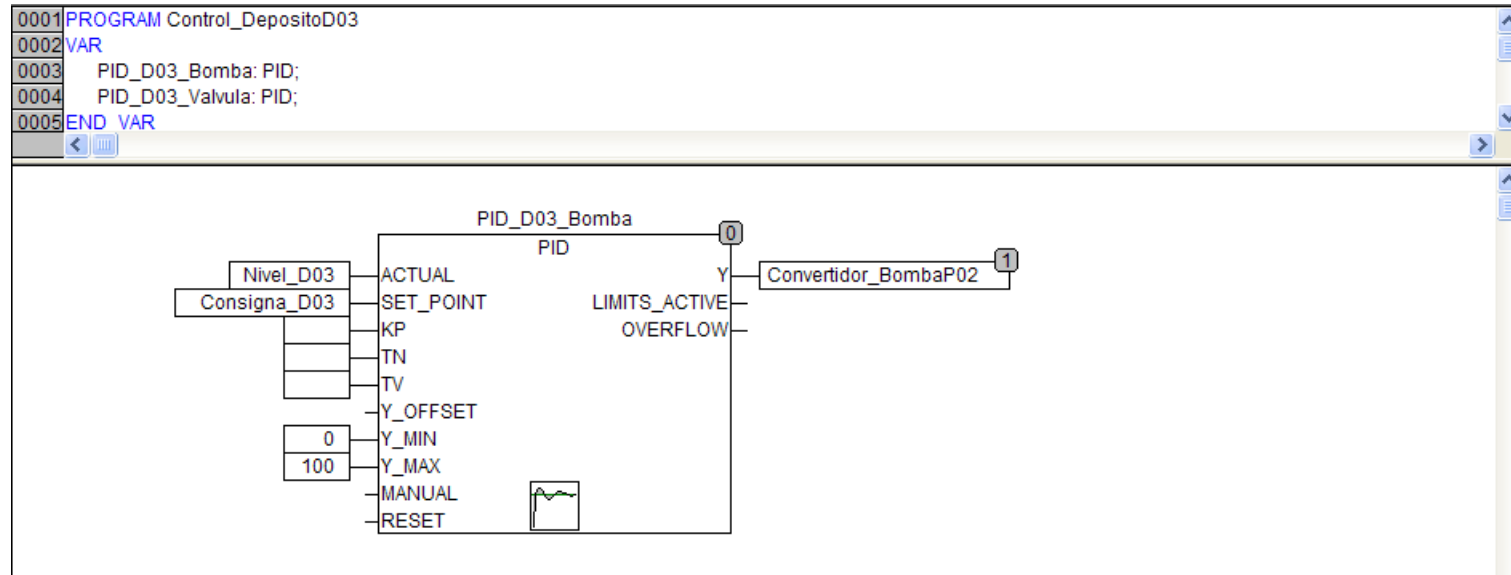 0001 PROGRAM Control_DepositoD03
0002 VAR
0003 PID_D03_Bomba: PID;
0004 PID_D03_Valvula: PID;
0005 END_VAR
PID_D03_Bomba
0
PID
Nivel_D03 ACTUAL Y Convertidor_BombaP02 1
Consigna_D03 SET_POINT LIMITS_ACTIVE
KP OVERFLOW
TN
TV
Y_OFFSET
0 Y_MIN
100 Y_MAX
MANUAL
RESET